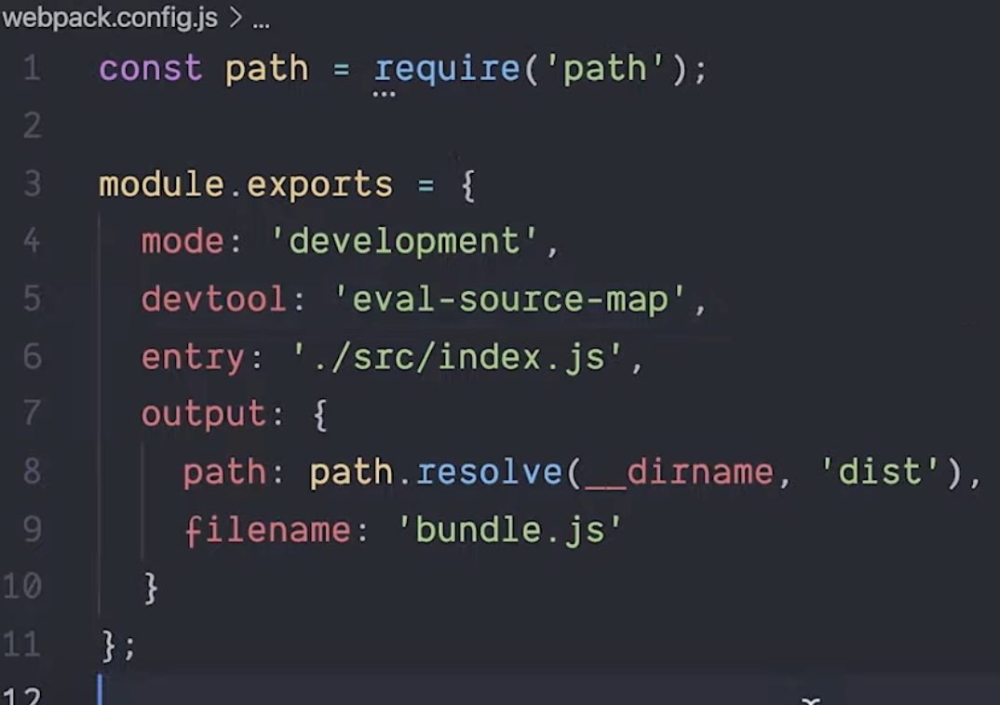 webpack.config.js > ...
1 const path = require('path');
2
3 module.exports = {
4   mode: 'development',
5   devtool: 'eval-source-map',
6   entry: './src/index.js',
7   output: {
8     path: path.resolve(__dirname, 'dist'),
9     filename: 'bundle.js'
10   }
11 };
12